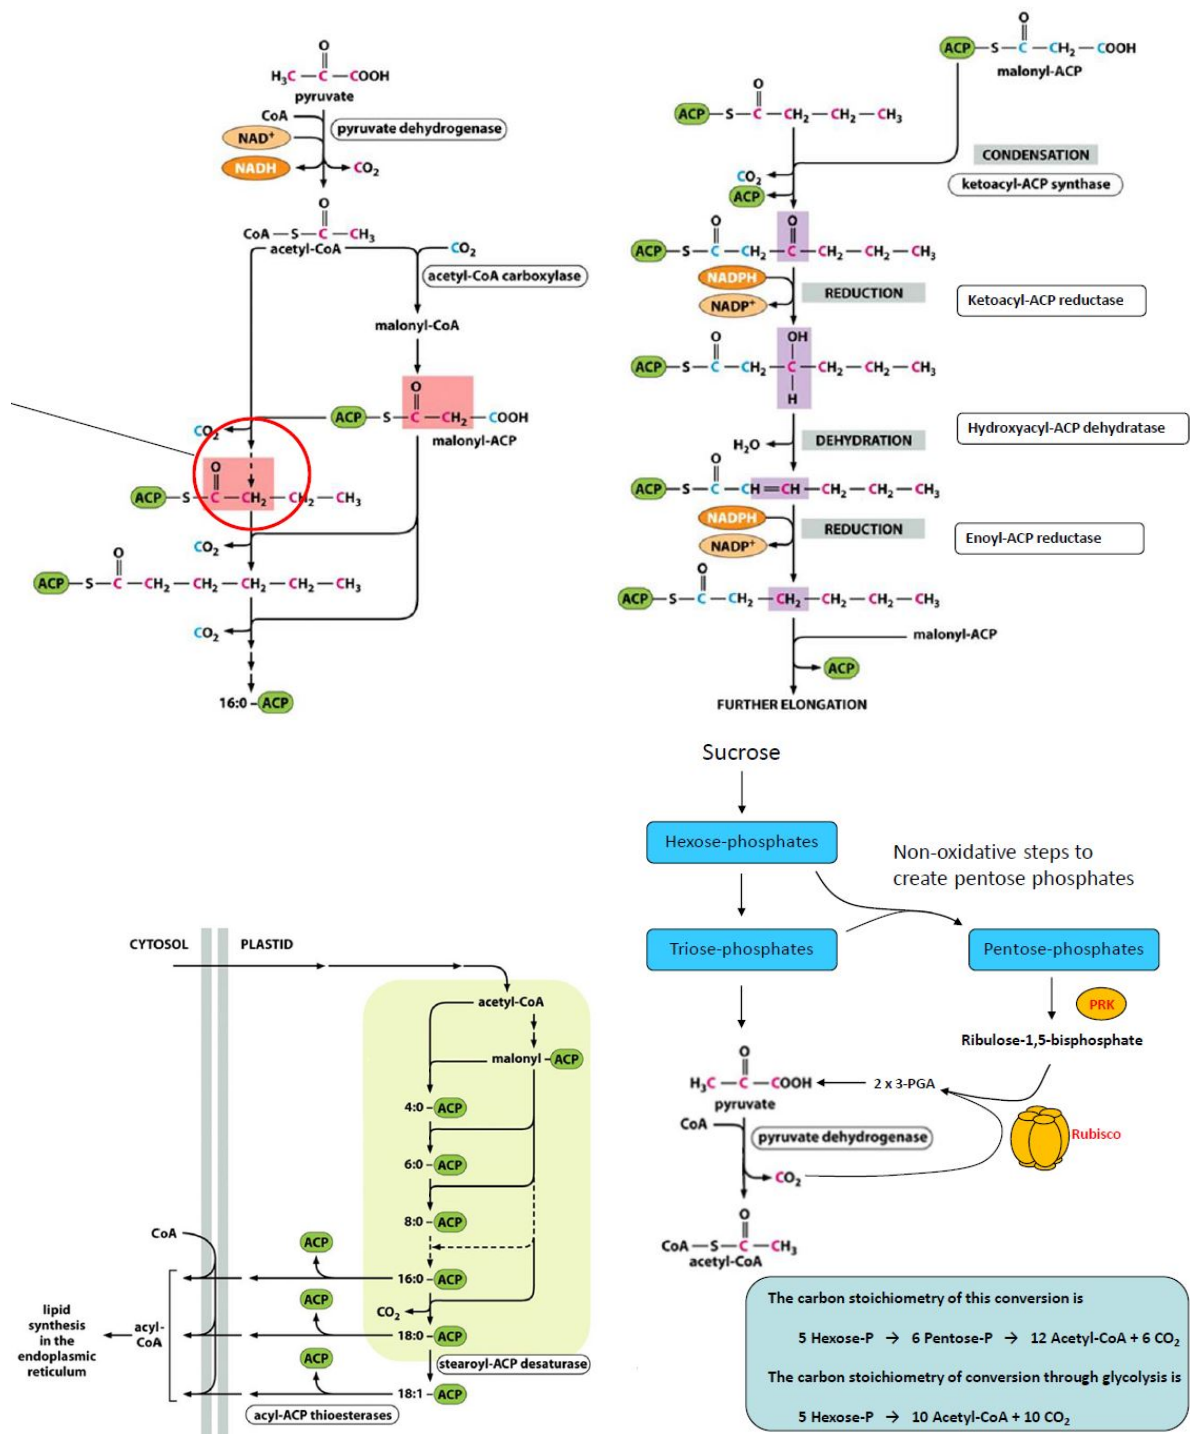 O
H₃C—C—COOH
pyruvate
CoA
pyruvate dehydrogenase
NAD⁺
NADH
CO₂
O
CoA—S—C—CH₃
acetyl-CoA
CO₂
acetyl-CoA carboxylase
malonyl-CoA
O
ACP—S—C—CH₂—COOH
malonyl-ACP
CO₂
O
ACP—S—C—CH₂—CH₂—CH₃
CO₂
O
ACP—S—C—CH₂—CH₂—CH₂—CH₂—CH₃
CO₂
16:0–ACP
O
ACP—S—C—CH₂—COOH
malonyl-ACP
O
ACP—S—C—CH₂—CH₂—CH₃
CONDENSATION
CO₂
ketoacyl-ACP synthase
ACP
O O
ACP—S—C—CH₂—C—CH₂—CH₂—CH₃
NADPH
REDUCTION
Ketoacyl-ACP reductase
NADP⁺
O OH
ACP—S—C—CH₂—C—CH₂—CH₂—CH₃
H
H₂O
DEHYDRATION
Hydroxyacyl-ACP dehydratase
O
ACP—S—C—CH=CH—CH₂—CH₂—CH₃
NADPH
REDUCTION
Enoyl-ACP reductase
NADP⁺
O
ACP—S—C—CH₂—CH₂—CH₂—CH₂—CH₃
malonyl-ACP
ACP
FURTHER ELONGATION
CYTOSOL
PLASTID
acetyl-CoA
malonyl–ACP
4:0–ACP
6:0–ACP
8:0–ACP
CoA
ACP
16:0–ACP
CO₂
ACP
18:0–ACP
lipid
synthesis
in the
endoplasmic
reticulum
acyl-
CoA
stearoyl-ACP desaturase
ACP
18:1–ACP
acyl-ACP thioesterases
Sucrose
Hexose-phosphates
Non-oxidative steps to
create pentose phosphates
Triose-phosphates
Pentose-phosphates
PRK
Ribulose-1,5-bisphosphate
O
H₃C—C—COOH
2 x 3-PGA
pyruvate
CoA
pyruvate dehydrogenase
Rubisco
CO₂
O
CoA—S—C—CH₃
acetyl-CoA
The carbon stoichiometry of this conversion is
5 Hexose-P → 6 Pentose-P → 12 Acetyl-CoA + 6 CO₂
The carbon stoichiometry of conversion through glycolysis is
5 Hexose-P → 10 Acetyl-CoA + 10 CO₂